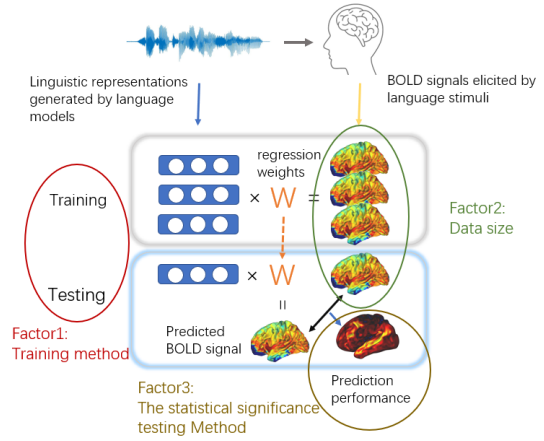 Linguistic representations
generated by language
models
BOLD signals elicited by
language stimuli
regression
weights
Training
× W =
Factor2:
Data size
Testing
× W
=
Factor1:
Training method
Predicted
BOLD signal
Prediction
performance
Factor3:
The statistical significance
testing Method